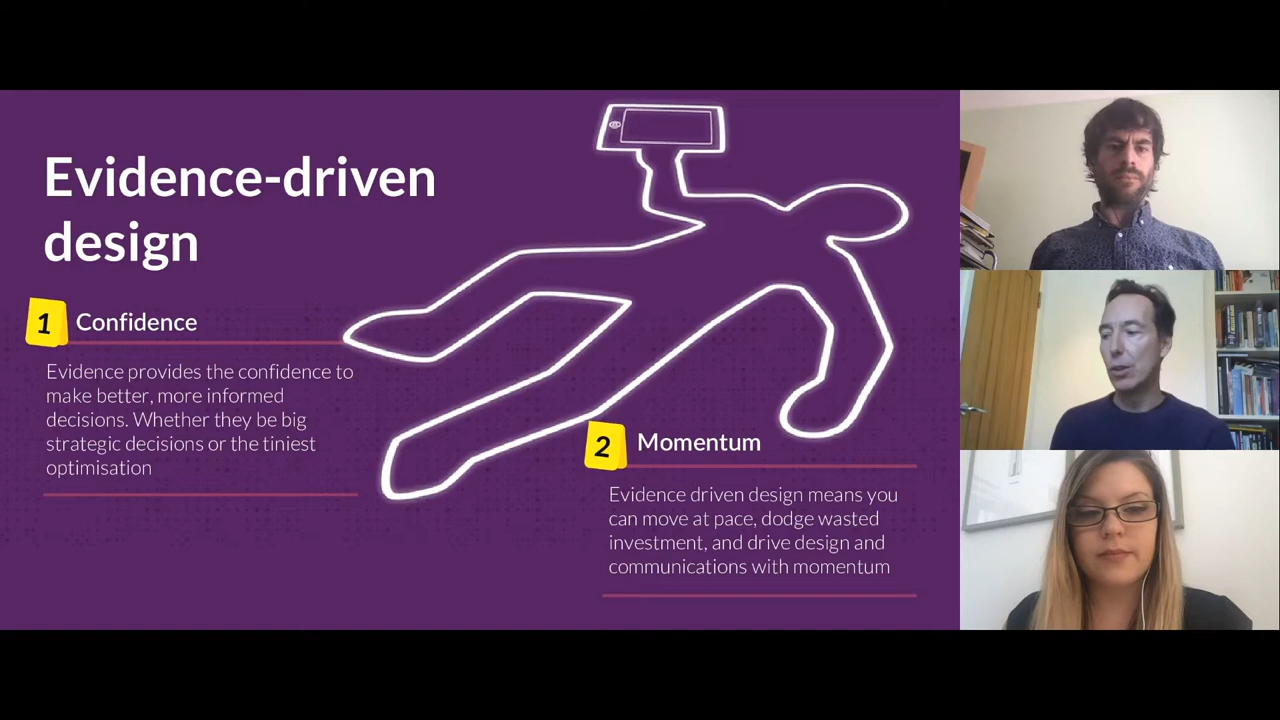 Evidence-driven
design
1
Confidence
Evidence provides the confidence to
make better, more informed
decisions. Whether they be big
strategic decisions or the tiniest
optimisation
2
Momentum
Evidence driven design means you
can move at pace, dodge wasted
investment, and drive design and
communications with momentum